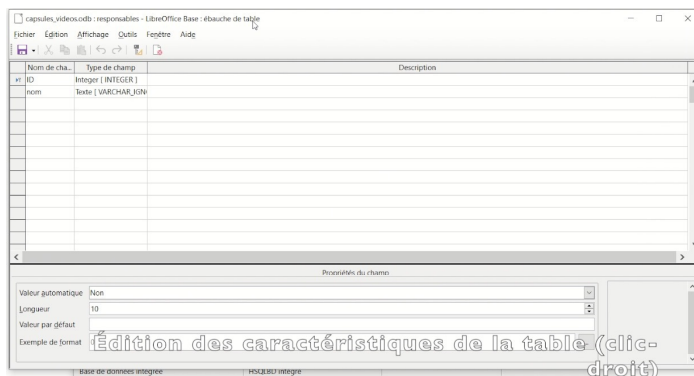 capsules_videos.odb : responsables - LibreOffice Base : ébauche de table
Fichier Édition Affichage Outils Fenêtre Aide
Nom de cha... Type de champ Description
ID Integer [ INTEGER ]
nom Texte [ VARCHAR_IGN
Propriétés du champ
Valeur automatique Non
Longueur 10
Valeur par défaut
Exemple de format
Édition des caractéristiques de la table (clic-
droit)
Base de données intégrée HSQLBD intégré